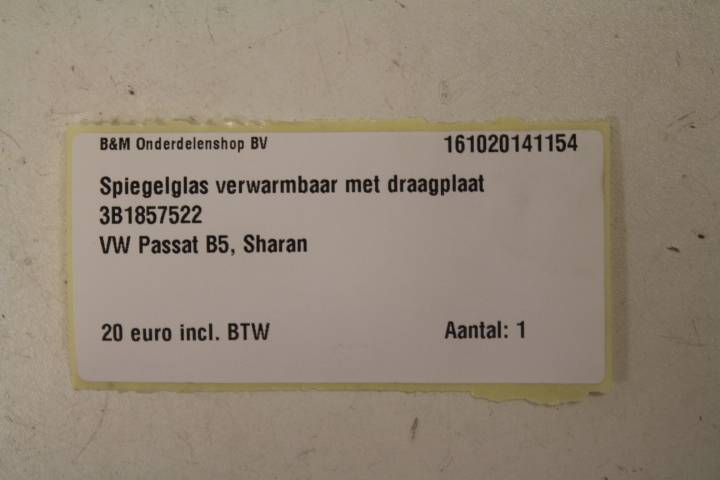 B&M Onderdelenshop BV 161020141154
Spiegelglas verwarmbaar met draagplaat
3B1857522
VW Passat B5, Sharan
20 euro incl. BTW Aantal: 1